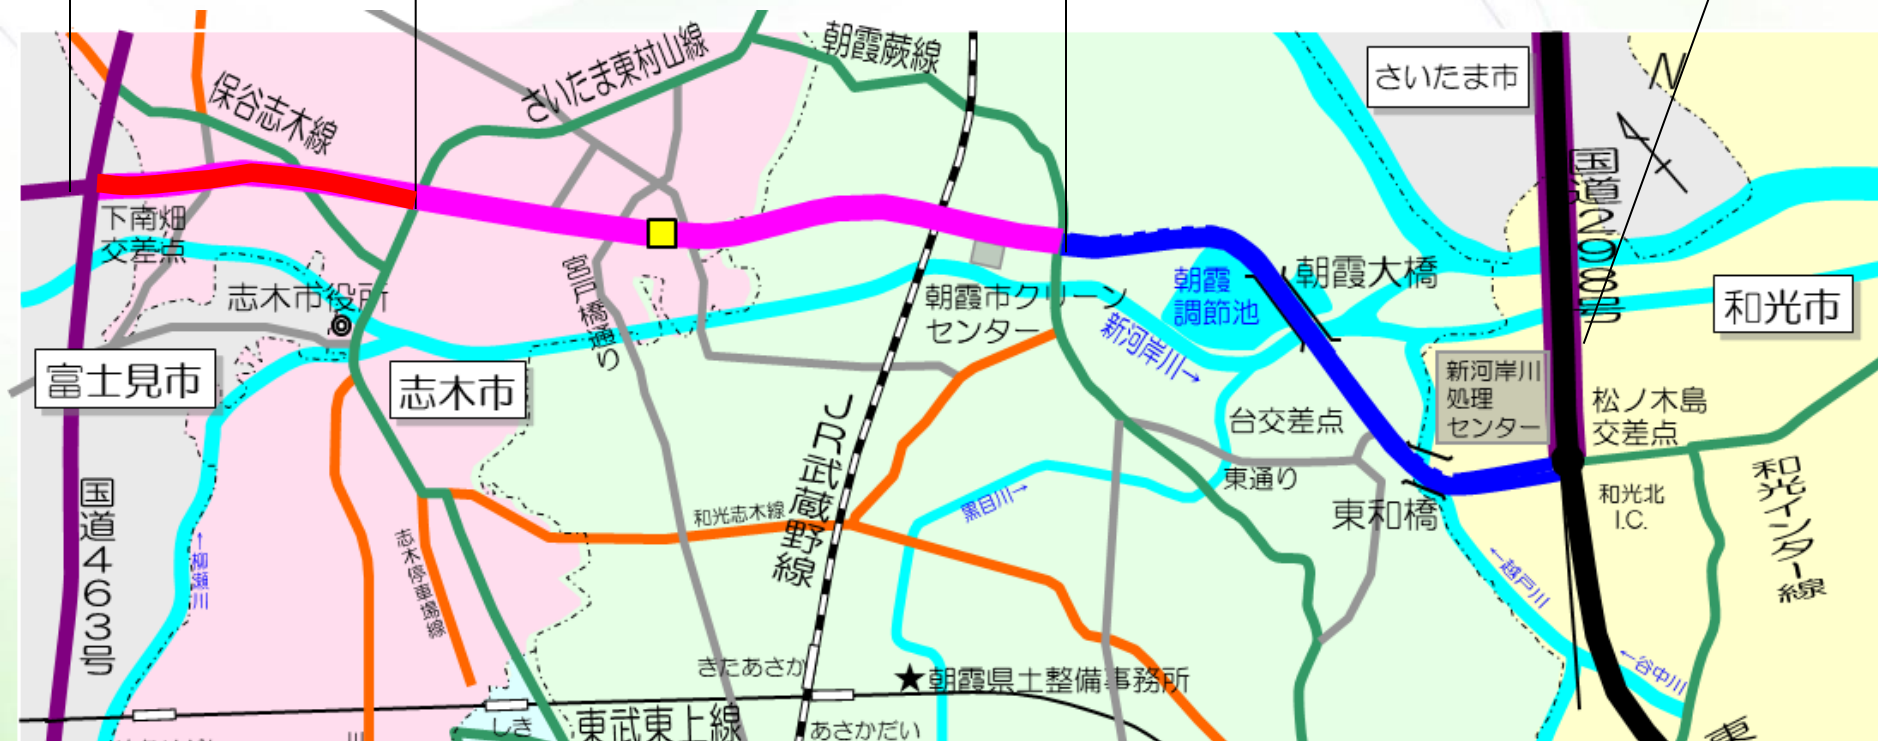 保谷志木線
さいたま東村山線
朝霞蕨線
さいたま市
N
国道298号
下南畑
交差点
志木市役所
宮戸橋通り
朝霞市クリーン
センター
朝霞
調節池
朝霞大橋
和光市
新河岸川→
富士見市
志木市
JR武蔵野線
台交差点
新河岸川
処理
センター
松ノ木島
交差点
東通り
東和橋
和光北
I.C.
和光インター線
国道463号
←柳瀬川
志木停車場線
和光志木線
黒目川→
←越戸川
←谷中川
きたあさか
★朝霞県土整備事務所
しき
東武東上線
あさかだい
東